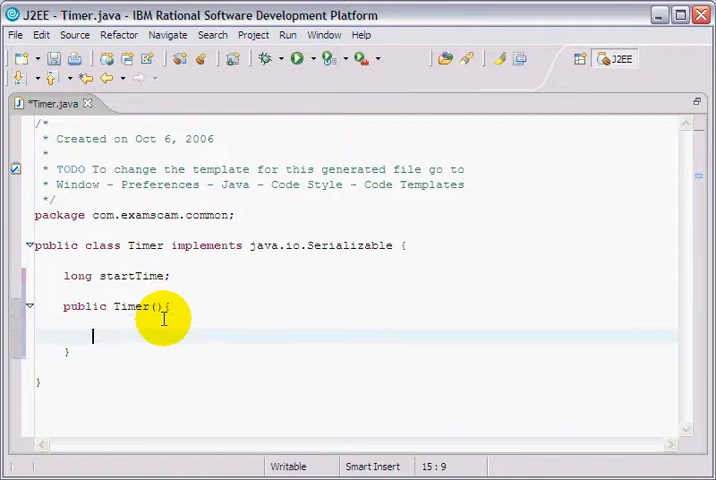 J2EE - Timer.java - IBM Rational Software Development Platform
File Edit Source Refactor Navigate Search Project Run Window Help
J2EE
*Timer.java
/*
* Created on Oct 6, 2006
*
* TODO To change the template for this generated file go to
* Window - Preferences - Java - Code Style - Code Templates
*/
package com.examscam.common;
public class Timer implements java.io.Serializable {
long startTime;
public Timer(){
}
}
Writable Smart Insert 15 : 9